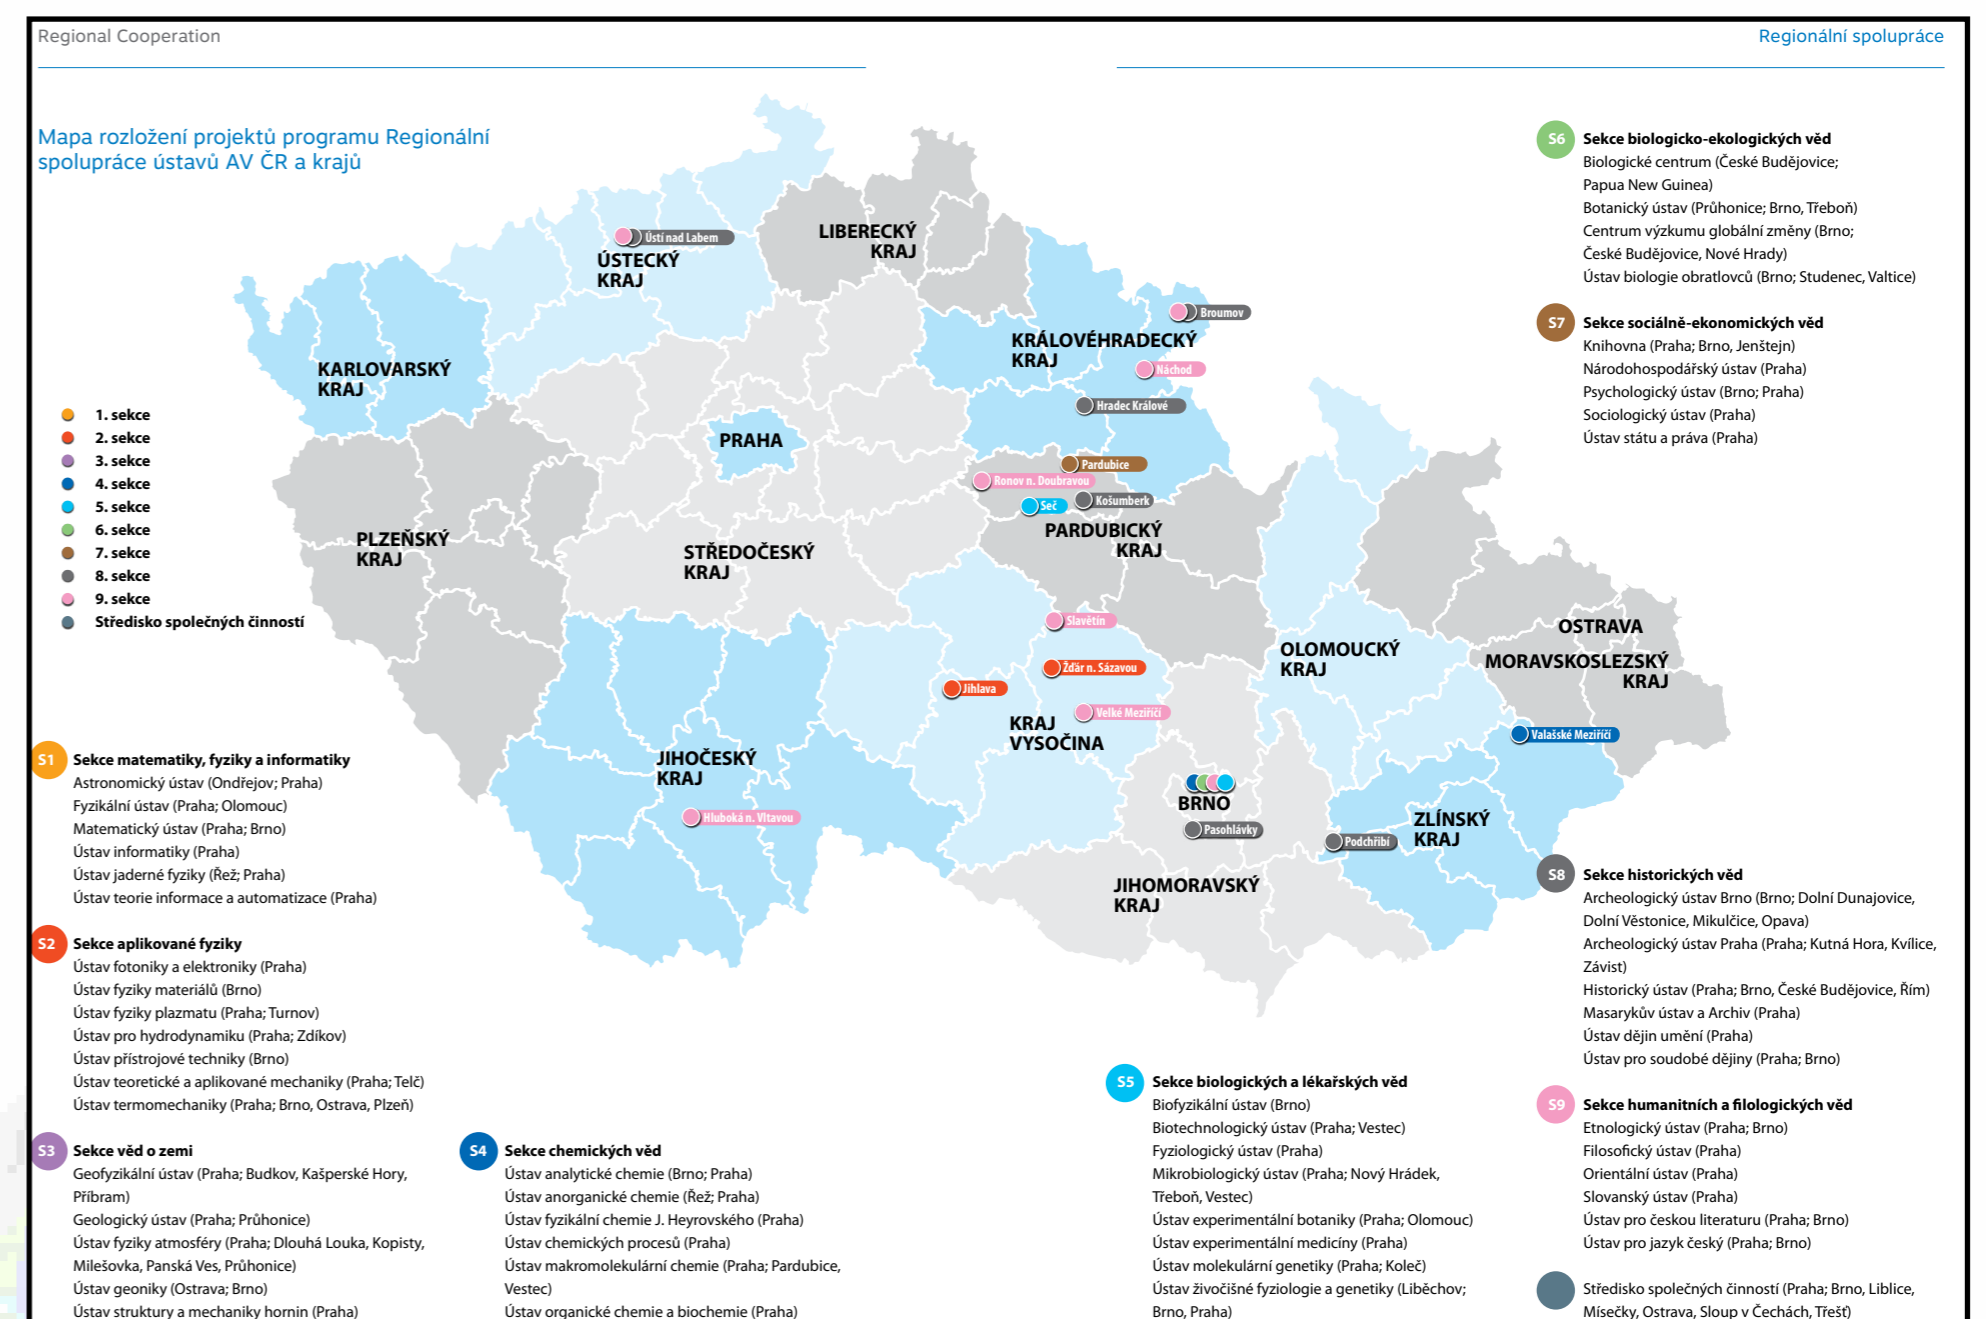 Regional Cooperation
Regionální spolupráce
Mapa rozložení projektů programu Regionální
spolupráce ústavů AV ČR a krajů
LIBERECKÝ
KRAJ
Ústí nad Labem
ÚSTECKÝ
KRAJ
Broumov
KRÁLOVÉHRADECKÝ
KRAJ
Náchod
KARLOVARSKÝ
KRAJ
Hradec Králové
PRAHA
Pardubice
Ronov n. Doubravou
Seč
Košumberk
PARDUBICKÝ
KRAJ
PLZEŇSKÝ
KRAJ
STŘEDOČESKÝ
KRAJ
Slavětín
OSTRAVA
OLOMOUCKÝ
KRAJ
MORAVSKOSLEZSKÝ
KRAJ
Žďár n. Sázavou
Jihlava
Velké Meziříčí
KRAJ
VYSOČINA
Valašské Meziříčí
JIHOČESKÝ
KRAJ
Hluboká n. Vltavou
BRNO
Pasohlávky
Podchřibí
ZLÍNSKÝ
KRAJ
JIHOMORAVSKÝ
KRAJ
1. sekce
2. sekce
3. sekce
4. sekce
5. sekce
6. sekce
7. sekce
8. sekce
9. sekce
Středisko společných činností
S1 Sekce matematiky, fyziky a informatiky
Astronomický ústav (Ondřejov; Praha)
Fyzikální ústav (Praha; Olomouc)
Matematický ústav (Praha; Brno)
Ústav informatiky (Praha)
Ústav jaderné fyziky (Řež; Praha)
Ústav teorie informace a automatizace (Praha)
S2 Sekce aplikované fyziky
Ústav fotoniky a elektroniky (Praha)
Ústav fyziky materiálů (Brno)
Ústav fyziky plazmatu (Praha; Turnov)
Ústav pro hydrodynamiku (Praha; Zdíkov)
Ústav přístrojové techniky (Brno)
Ústav teoretické a aplikované mechaniky (Praha; Telč)
Ústav termomechaniky (Praha; Brno, Ostrava, Plzeň)
S3 Sekce věd o zemi
Geofyzikální ústav (Praha; Budkov, Kašperské Hory,
Příbram)
Geologický ústav (Praha; Průhonice)
Ústav fyziky atmosféry (Praha; Dlouhá Louka, Kopisty,
Milešovka, Panská Ves, Průhonice)
Ústav geoniky (Ostrava; Brno)
Ústav struktury a mechaniky hornin (Praha)
S4 Sekce chemických věd
Ústav analytické chemie (Brno; Praha)
Ústav anorganické chemie (Řež; Praha)
Ústav fyzikální chemie J. Heyrovského (Praha)
Ústav chemických procesů (Praha)
Ústav makromolekulární chemie (Praha; Pardubice,
Vestec)
Ústav organické chemie a biochemie (Praha)
S5 Sekce biologických a lékařských věd
Biofyzikální ústav (Brno)
Biotechnologický ústav (Praha; Vestec)
Fyziologický ústav (Praha)
Mikrobiologický ústav (Praha; Nový Hrádek,
Třeboň, Vestec)
Ústav experimentální botaniky (Praha; Olomouc)
Ústav experimentální medicíny (Praha)
Ústav molekulární genetiky (Praha; Koleč)
Ústav živočišné fyziologie a genetiky (Liběchov;
Brno, Praha)
S6 Sekce biologicko-ekologických věd
Biologické centrum (České Budějovice;
Papua New Guinea)
Botanický ústav (Průhonice; Brno, Třeboň)
Centrum výzkumu globální změny (Brno;
České Budějovice, Nové Hrady)
Ústav biologie obratlovců (Brno; Studenec, Valtice)
S7 Sekce sociálně-ekonomických věd
Knihovna (Praha; Brno, Jenštejn)
Národohospodářský ústav (Praha)
Psychologický ústav (Brno; Praha)
Sociologický ústav (Praha)
Ústav státu a práva (Praha)
S8 Sekce historických věd
Archeologický ústav Brno (Brno; Dolní Dunajovice,
Dolní Věstonice, Mikulčice, Opava)
Archeologický ústav Praha (Praha; Kutná Hora, Kvílice,
Závist)
Historický ústav (Praha; Brno, České Budějovice, Řím)
Masarykův ústav a Archiv (Praha)
Ústav dějin umění (Praha)
Ústav pro soudobé dějiny (Praha; Brno)
S9 Sekce humanitních a filologických věd
Etnologický ústav (Praha; Brno)
Filosofický ústav (Praha)
Orientální ústav (Praha)
Slovanský ústav (Praha)
Ústav pro českou literaturu (Praha; Brno)
Ústav pro jazyk český (Praha; Brno)
Středisko společných činností (Praha; Brno, Liblice,
Mísečky, Ostrava, Sloup v Čechách, Třešť)